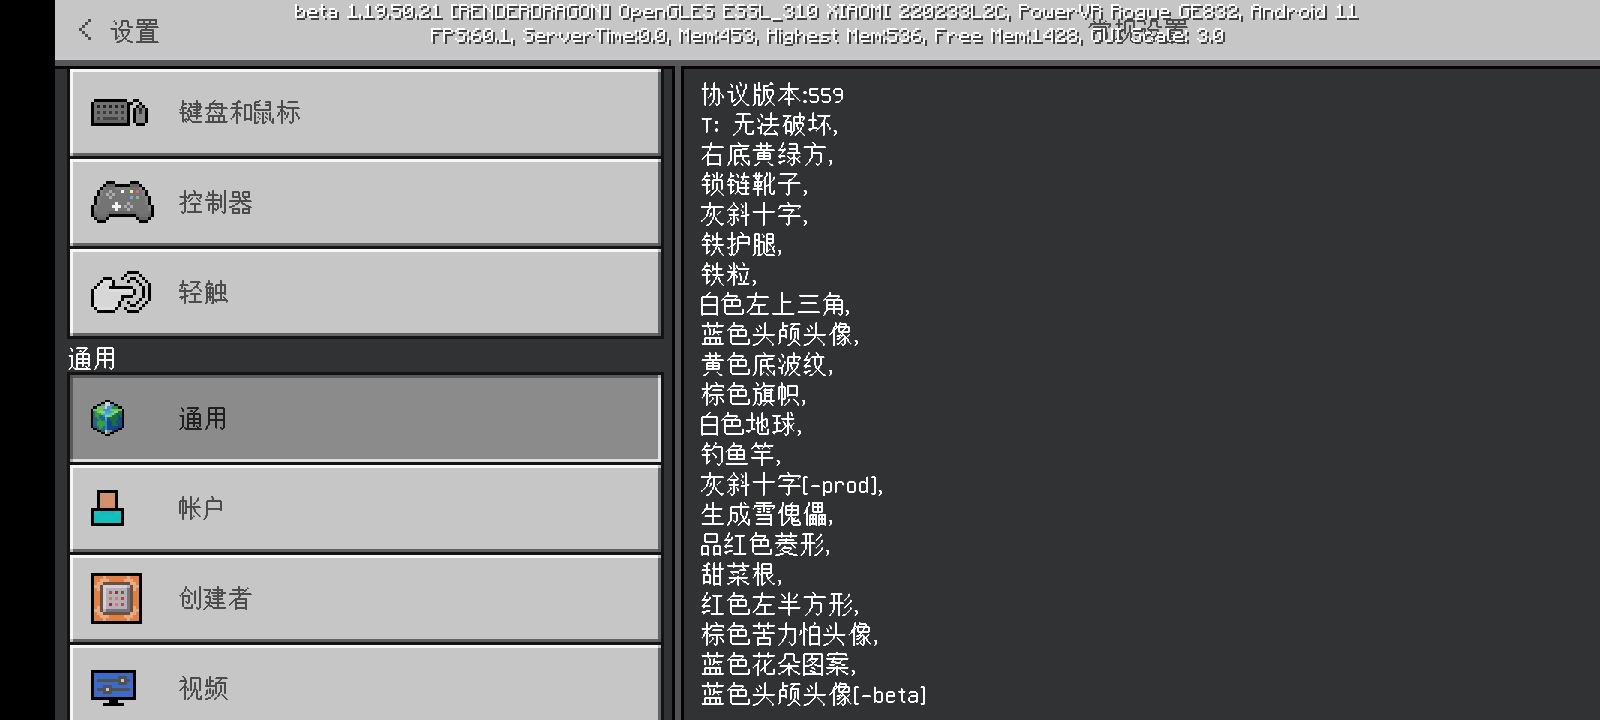 beta 1.19.50.21 [RENDERDRAGON] OpenGLES ESSL_310 XIAOMI 220233L2C, PowerVR Rogue GE832, Android 11
FPS:60.1, ServerTime:0.0, Mem:453, Highest Mem:536, Free Mem:1428, GUI Scale: 3.0
设置
常规设置
键盘和鼠标
控制器
轻触
通用
通用
帐户
创建者
视频
协议版本:559
T: 无法破坏,
右底黄绿方,
锁链靴子,
灰斜十字,
铁护腿,
铁粒,
白色左上三角,
蓝色头颅头像,
黄色底波纹,
棕色旗帜,
白色地球,
钓鱼竿,
灰斜十字[-prod],
生成雪傀儡,
品红色菱形,
甜菜根,
红色左半方形,
棕色苦力怕头像,
蓝色花朵图案,
蓝色头颅头像[-beta]